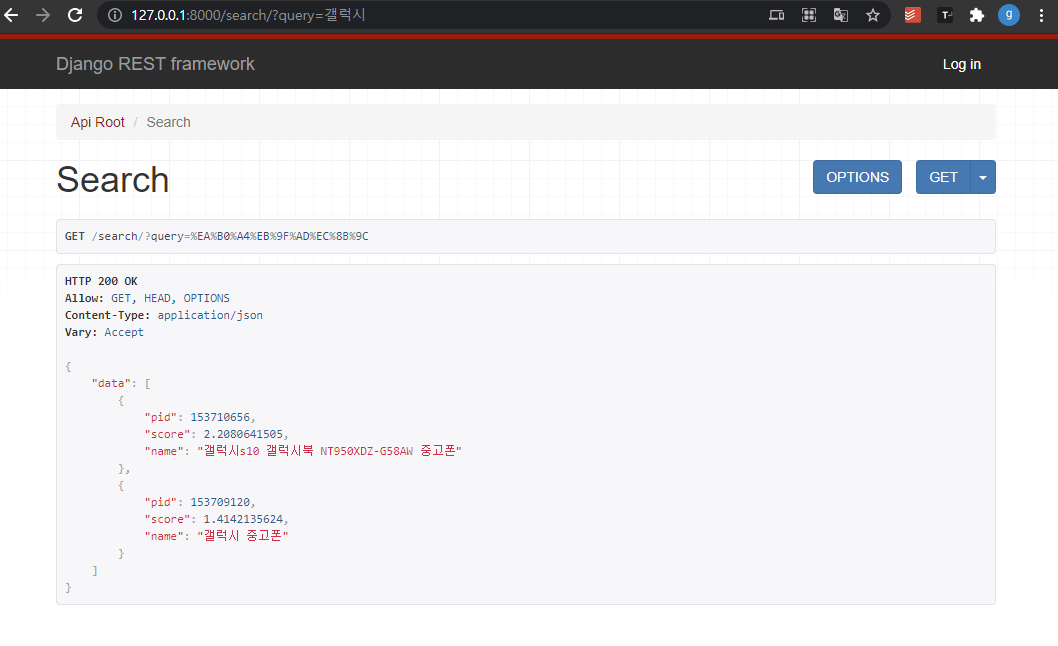 127.0.0.1:8000/search/?query=갤럭시
T
g
Django REST framework
Log in
Api Root / Search
Search
OPTIONS
GET
GET /search/?query=%EA%B0%A4%EB%9F%AD%EC%8B%9C
HTTP 200 OK
Allow: GET, HEAD, OPTIONS
Content-Type: application/json
Vary: Accept
{
"data": [
{
"pid": 153710656,
"score": 2.2080641505,
"name": "갤럭시s10 갤럭시북 NT950XDZ-G58AW 중고폰"
},
{
"pid": 153709120,
"score": 1.4142135624,
"name": "갤럭시 중고폰"
}
]
}